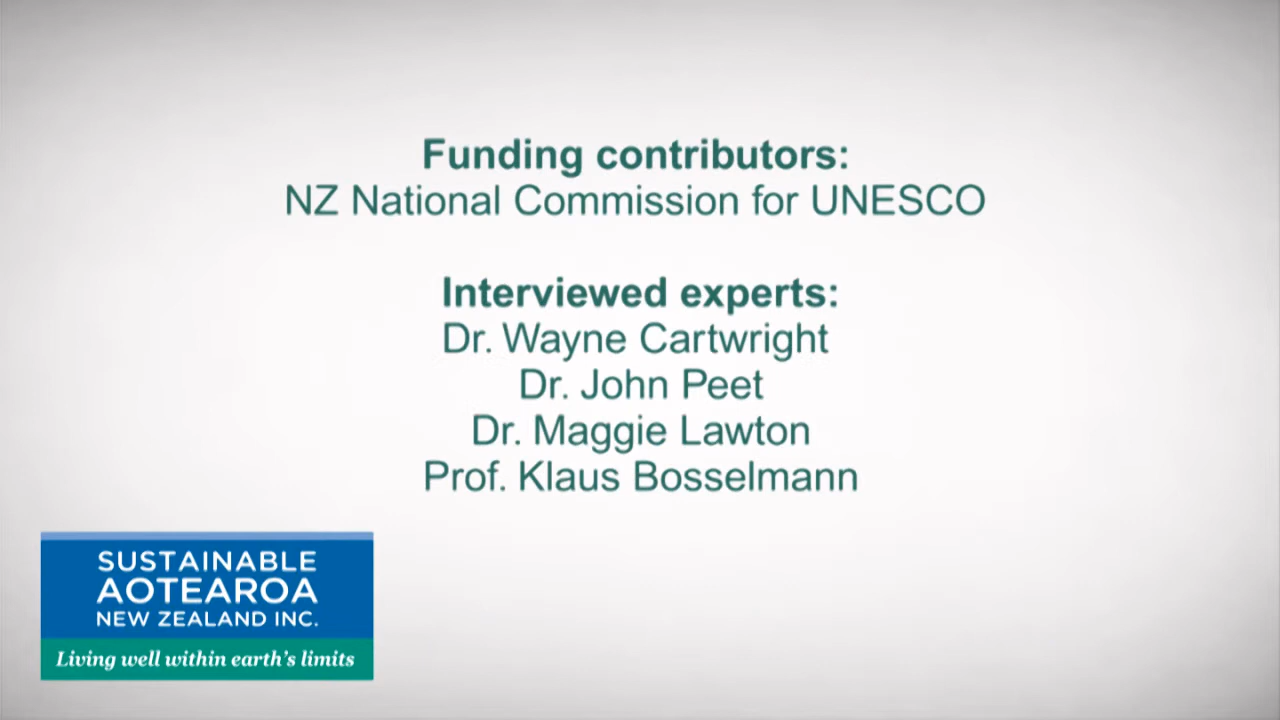 Funding contributors:
NZ National Commission for UNESCO
Interviewed experts:
Dr. Wayne Cartwright
Dr. John Peet
Dr. Maggie Lawton
Prof. Klaus Bosselmann
SUSTAINABLE
AOTEAROA
NEW ZEALAND INC.
Living well within earth's limits